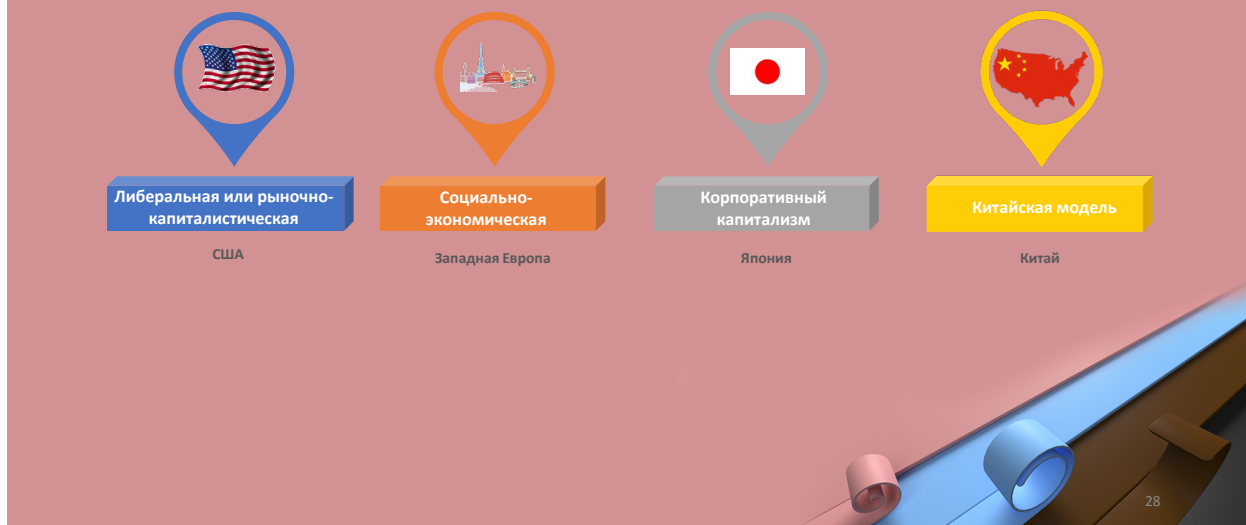 Либеральная или рыночно-
капиталистическая
Социально-
экономическая
Корпоративный
капитализм
Китайская модель
США
Западная Европа
Япония
Китай
28